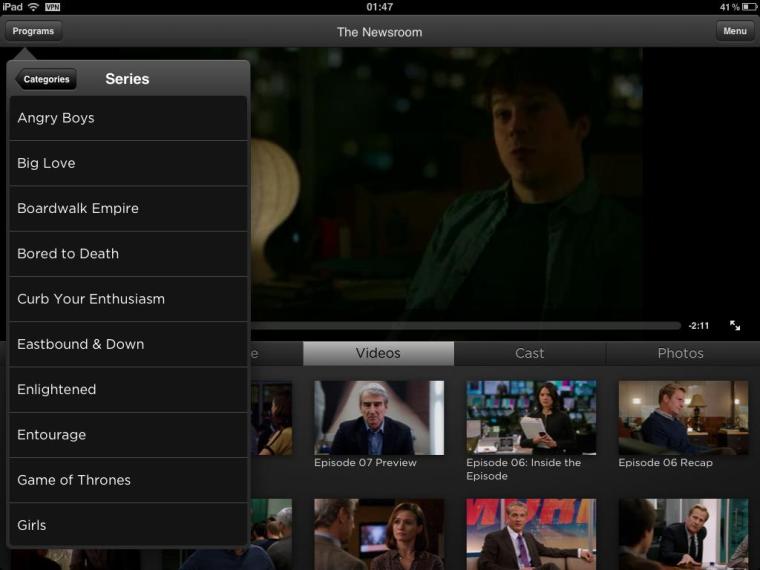 iPad VPN 01:47 41%
Programs The Newsroom Menu
Categories Series
Angry Boys
Big Love
Boardwalk Empire
Bored to Death
Curb Your Enthusiasm
Eastbound & Down
Enlightened
Entourage
Game of Thrones
Girls
-2:11
e Videos Cast Photos
Episode 07 Preview
Episode 06: Inside the
Episode
Episode 06 Recap